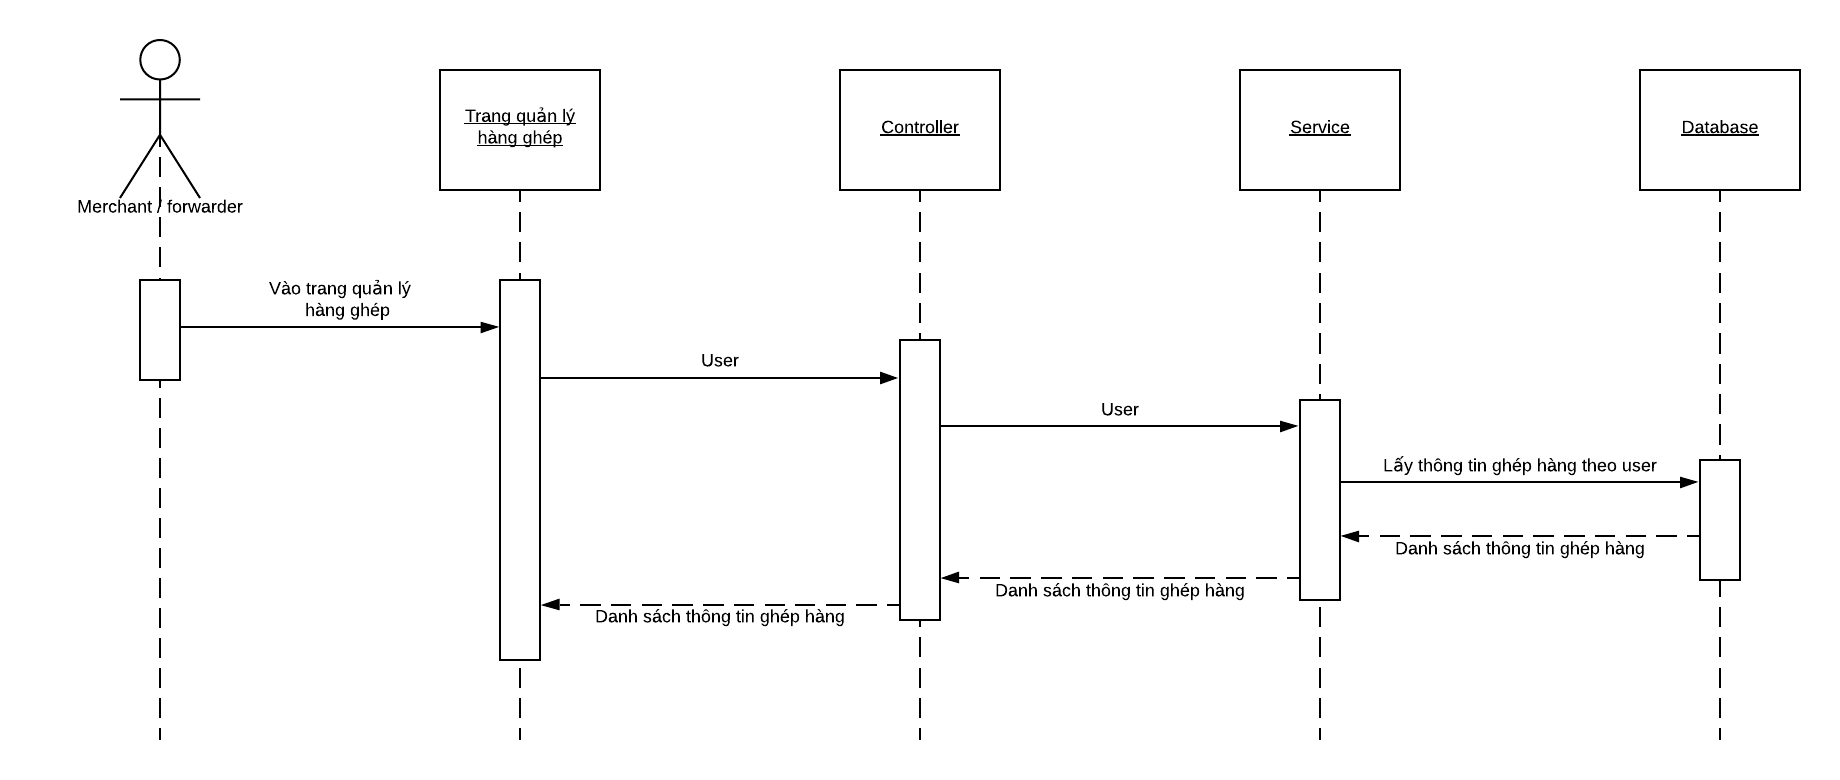 Trang quản lý
hàng ghép
Controller
Service
Database
Merchant / forwarder
Vào trang quản lý
hàng ghép
User
User
Lấy thông tin ghép hàng theo user
Danh sách thông tin ghép hàng
Danh sách thông tin ghép hàng
Danh sách thông tin ghép hàng